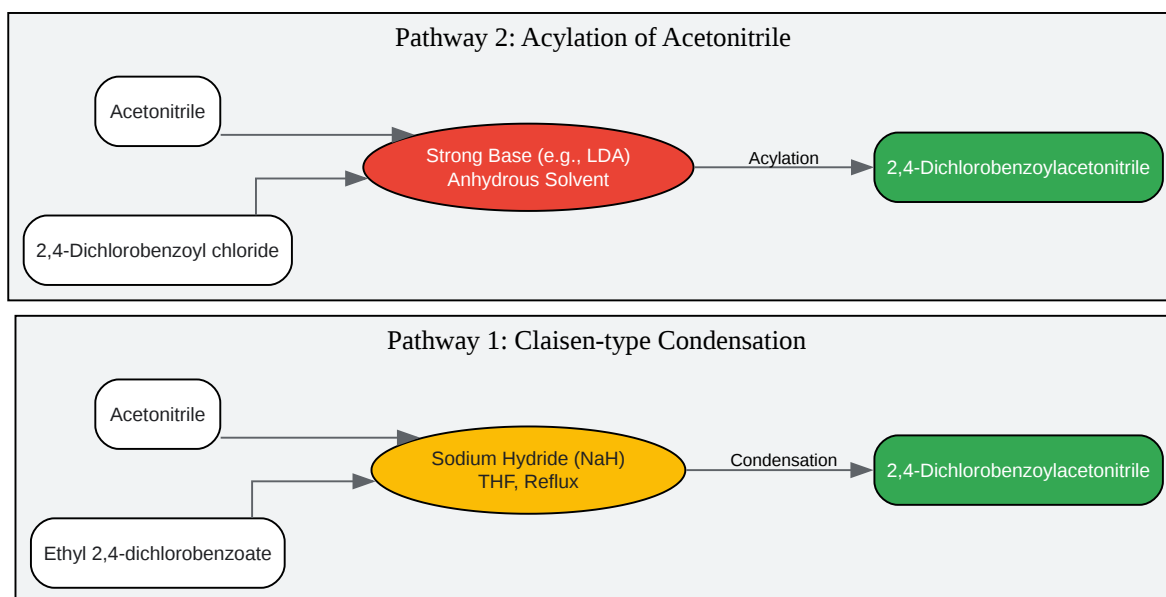 Pathway 2: Acylation of Acetonitrile
Acetonitrile
Strong Base (e.g., LDA)
Anhydrous Solvent
Acylation
2,4-Dichlorobenzoylacetonitrile
2,4-Dichlorobenzoyl chloride
Pathway 1: Claisen-type Condensation
Acetonitrile
Sodium Hydride (NaH)
THF, Reflux
Condensation
2,4-Dichlorobenzoylacetonitrile
Ethyl 2,4-dichlorobenzoate